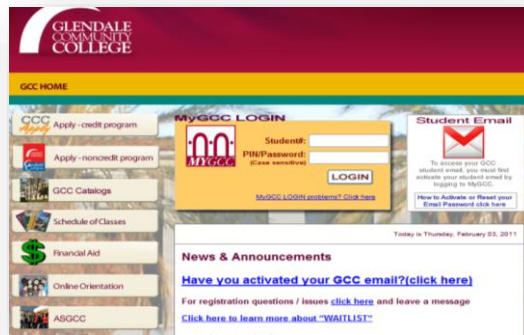 GLENDALE
COMMUNITY
COLLEGE
GCC HOME
CCC
Apply
Apply - credit program
Apply - noncredit program
GCC Catalogs
Schedule of Classes
Financial Aid
Online Orientation
ASGCC
MyGCC LOGIN
MYGCC
Student#:
PIN/Password:
(Case sensitive)
LOGIN
MyGCC LOGIN problems? Click here
Student Email
To access your GCC
student email, you must first
activate your student email by
logging to MyGCC.
How to Activate or Reset your
Email Password click here
Today is Thursday, February 03, 2011
News & Announcements
Have you activated your GCC email?(click here)
For registration questions / issues click here and leave a message
Click here to learn more about "WAITLIST"